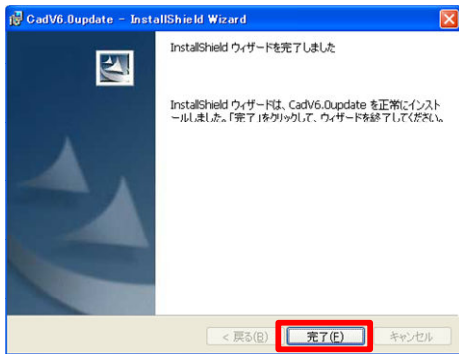 CadV6.0update - InstallShield Wizard
InstallShield ウィザードを完了しました
InstallShield ウィザードは、CadV6.0update を正常にインスト
ールしました。「完了」をクリックして、ウィザードを終了してください。
< 戻る(B)
完了(F)
キャンセル